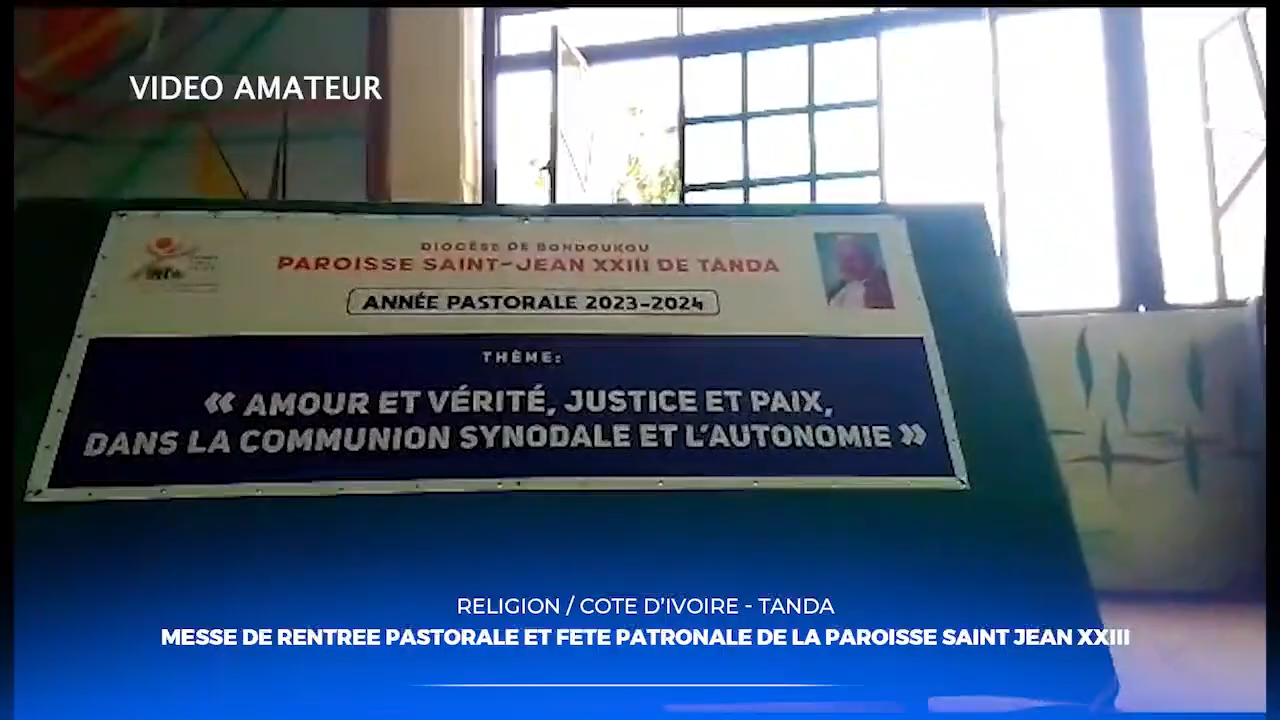 VIDEO AMATEUR
DIOCÈSE DE BONDOUKOU
PAROISSE SAINT-JEAN XXIII DE TANDA
ANNÉE PASTORALE 2023-2024
THÈME:
« AMOUR ET VÉRITÉ, JUSTICE ET PAIX,
DANS LA COMMUNION SYNODALE ET L'AUTONOMIE »
RELIGION / COTE D'IVOIRE - TANDA
MESSE DE RENTREE PASTORALE ET FETE PATRONALE DE LA PAROISSE SAINT JEAN XXIII